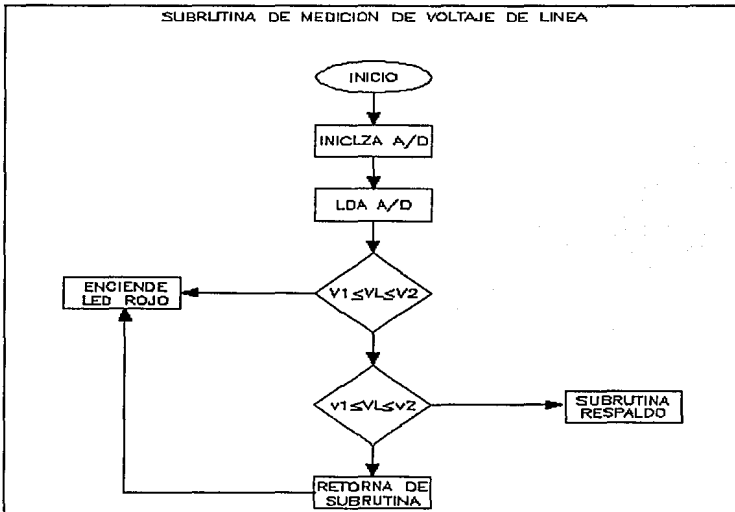 SUBRUTINA DE MEDICION DE VOLTAJE DE LINEA
INICIO
INICLZA A/D
LDA A/D
V1≤VL≤V2
ENCIENDE
LED ROJO
v1≤VL≤v2
SUBRUTINA
RESPALDO
RETORNA DE
SUBRUTINA